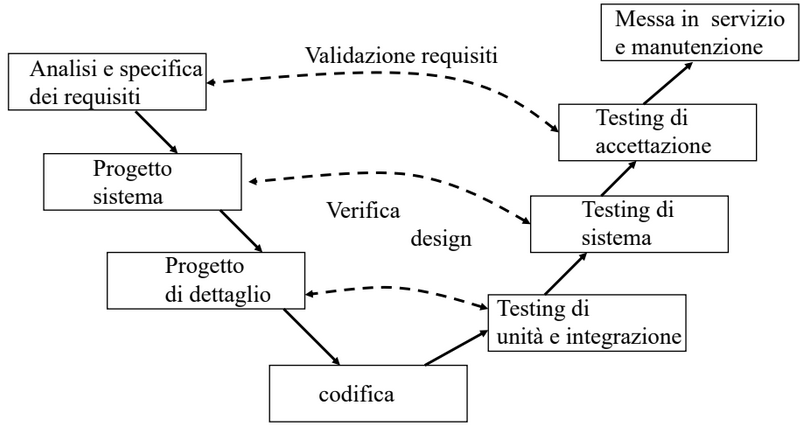 Messa in servizio
e manutenzione
Validazione requisiti
Analisi e specifica
dei requisiti
Testing di
accettazione
Progetto
sistema
Verifica
design
Testing di
sistema
Progetto
di dettaglio
Testing di
unità e integrazione
codifica